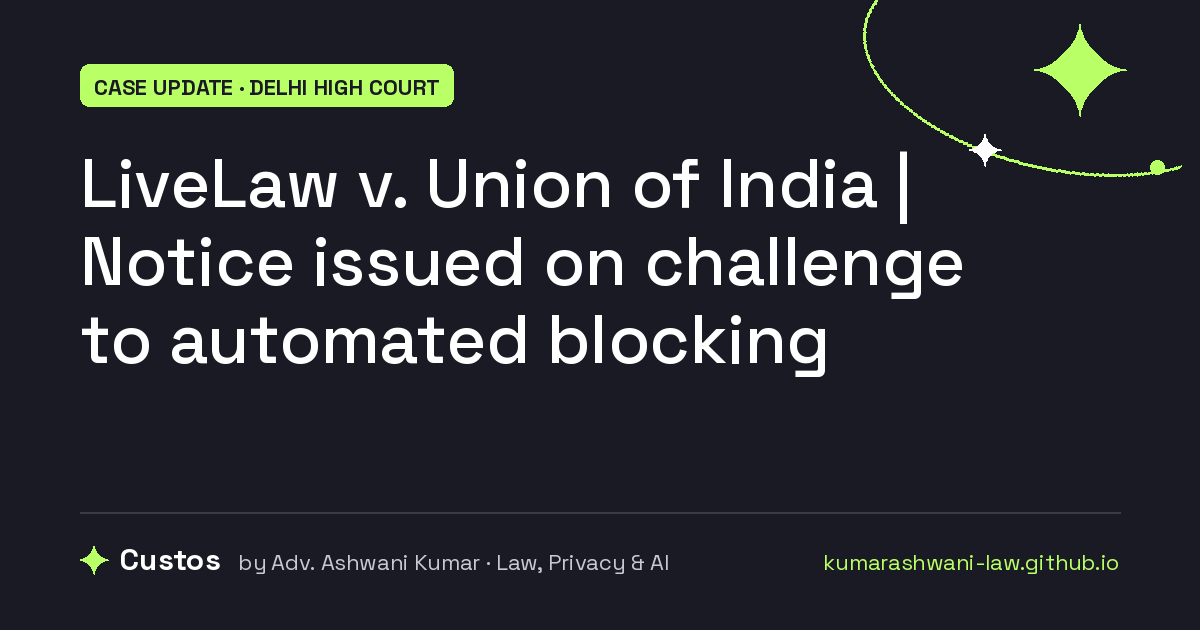 CASE UPDATE · DELHI HIGH COURT
LiveLaw v. Union of India |
Notice issued on challenge
to automated blocking
Custos by Adv. Ashwani Kumar · Law, Privacy & AI
kumarashwani-law.github.io